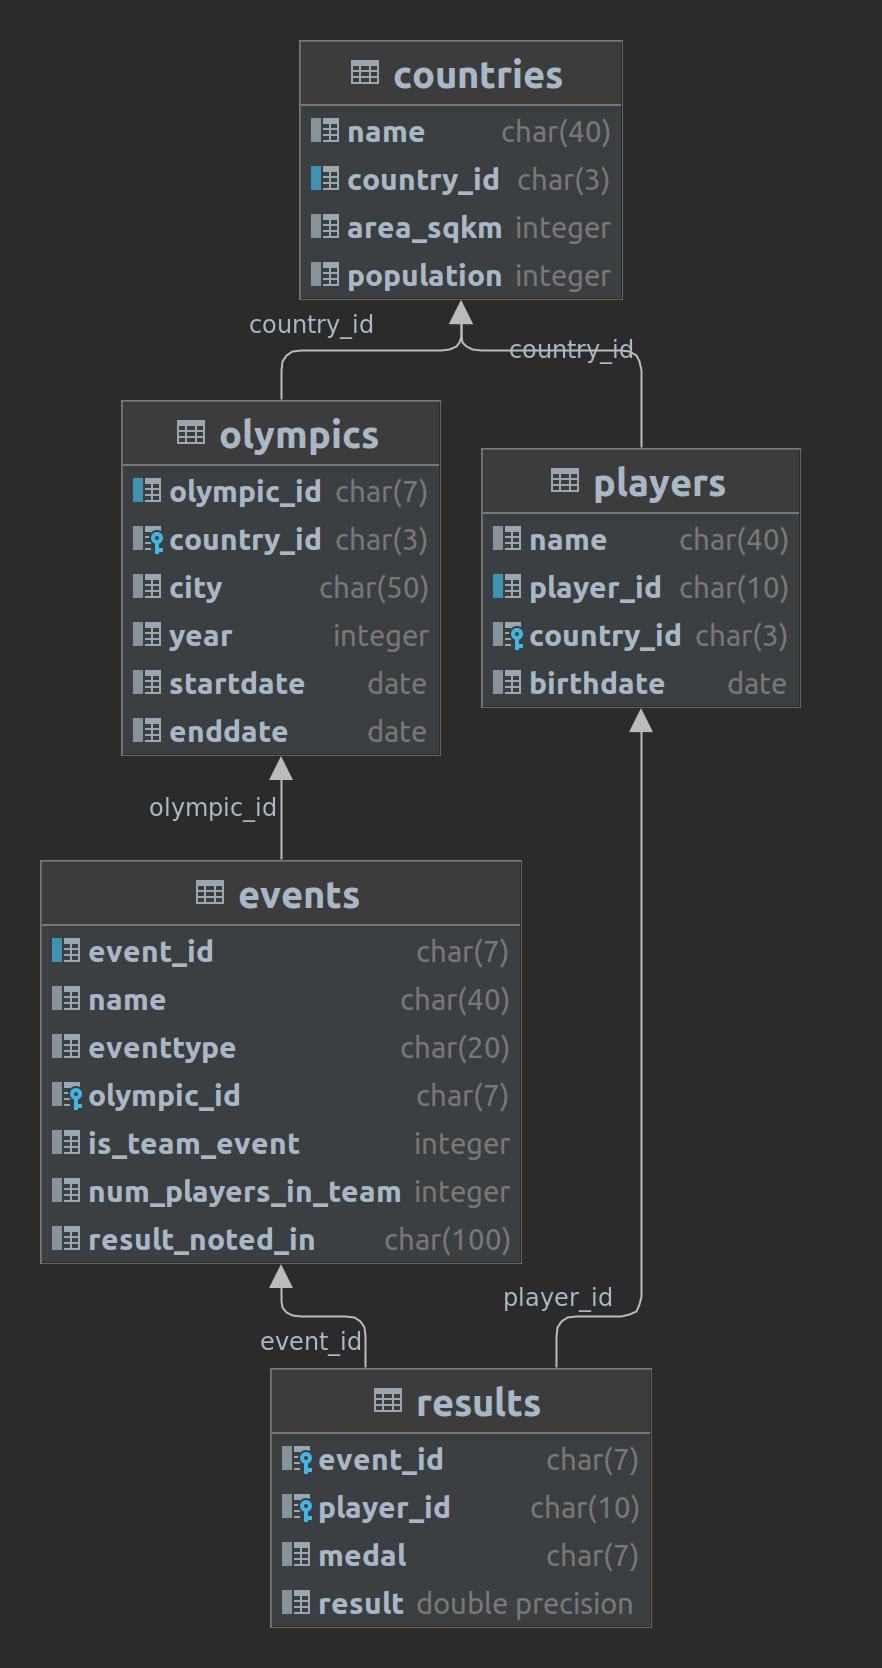 countries
name char(40)
country_id char(3)
area_sqkm integer
population integer
country_id
country_id
olympics
olympic_id char(7)
country_id char(3)
city char(50)
year integer
startdate date
enddate date
players
name char(40)
player_id char(10)
country_id char(3)
birthdate date
olympic_id
events
event_id char(7)
name char(40)
eventtype char(20)
olympic_id char(7)
is_team_event integer
num_players_in_team integer
result_noted_in char(100)
player_id
event_id
results
event_id char(7)
player_id char(10)
medal char(7)
result double precision